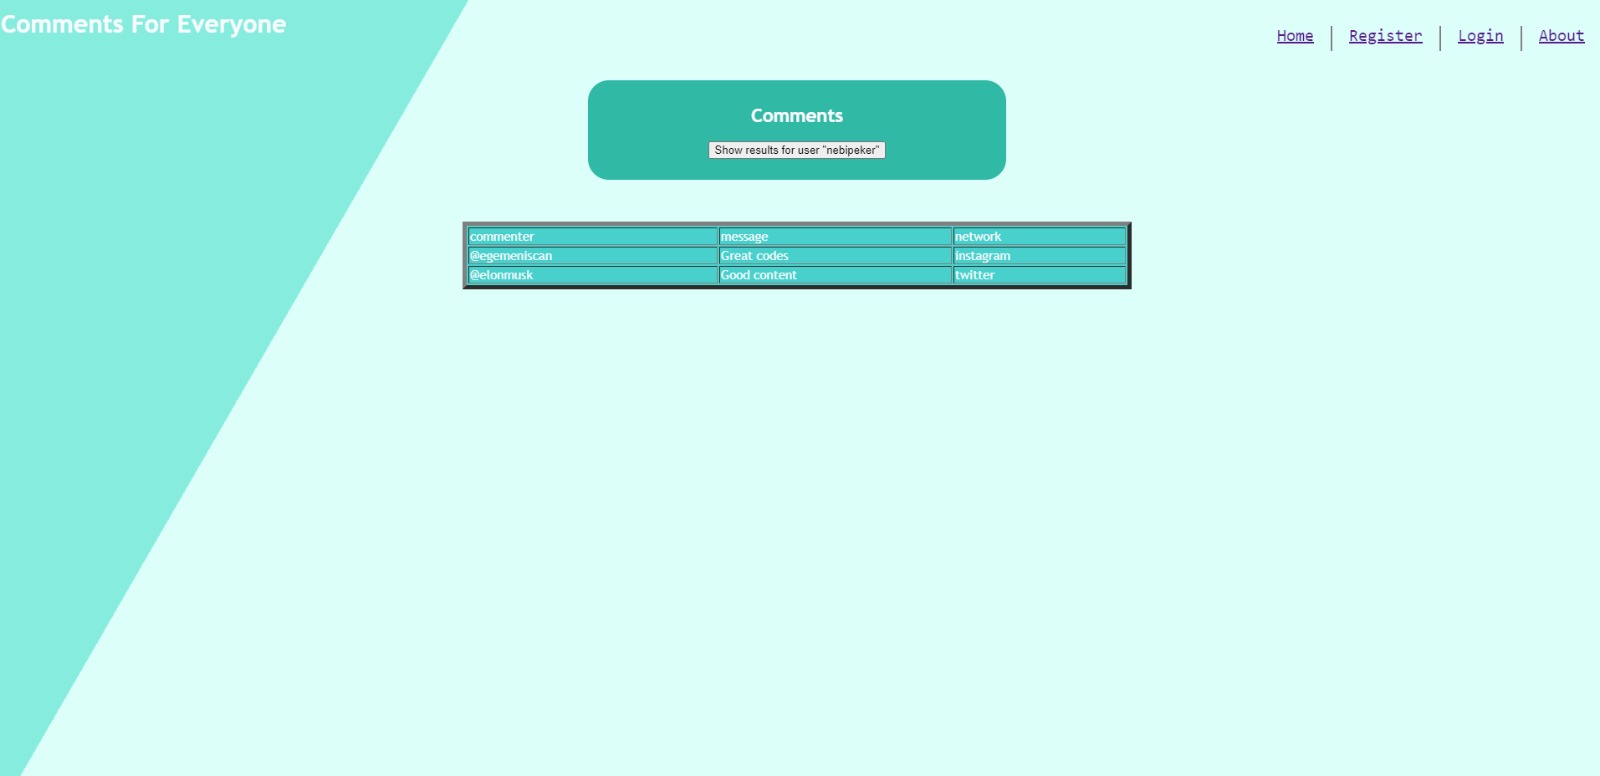 Comments For Everyone
Home Register Login About
Comments
Show results for user "nebipeker"
commenter message network
@egemeniscan Great codes instagram
@elonmusk Good content twitter